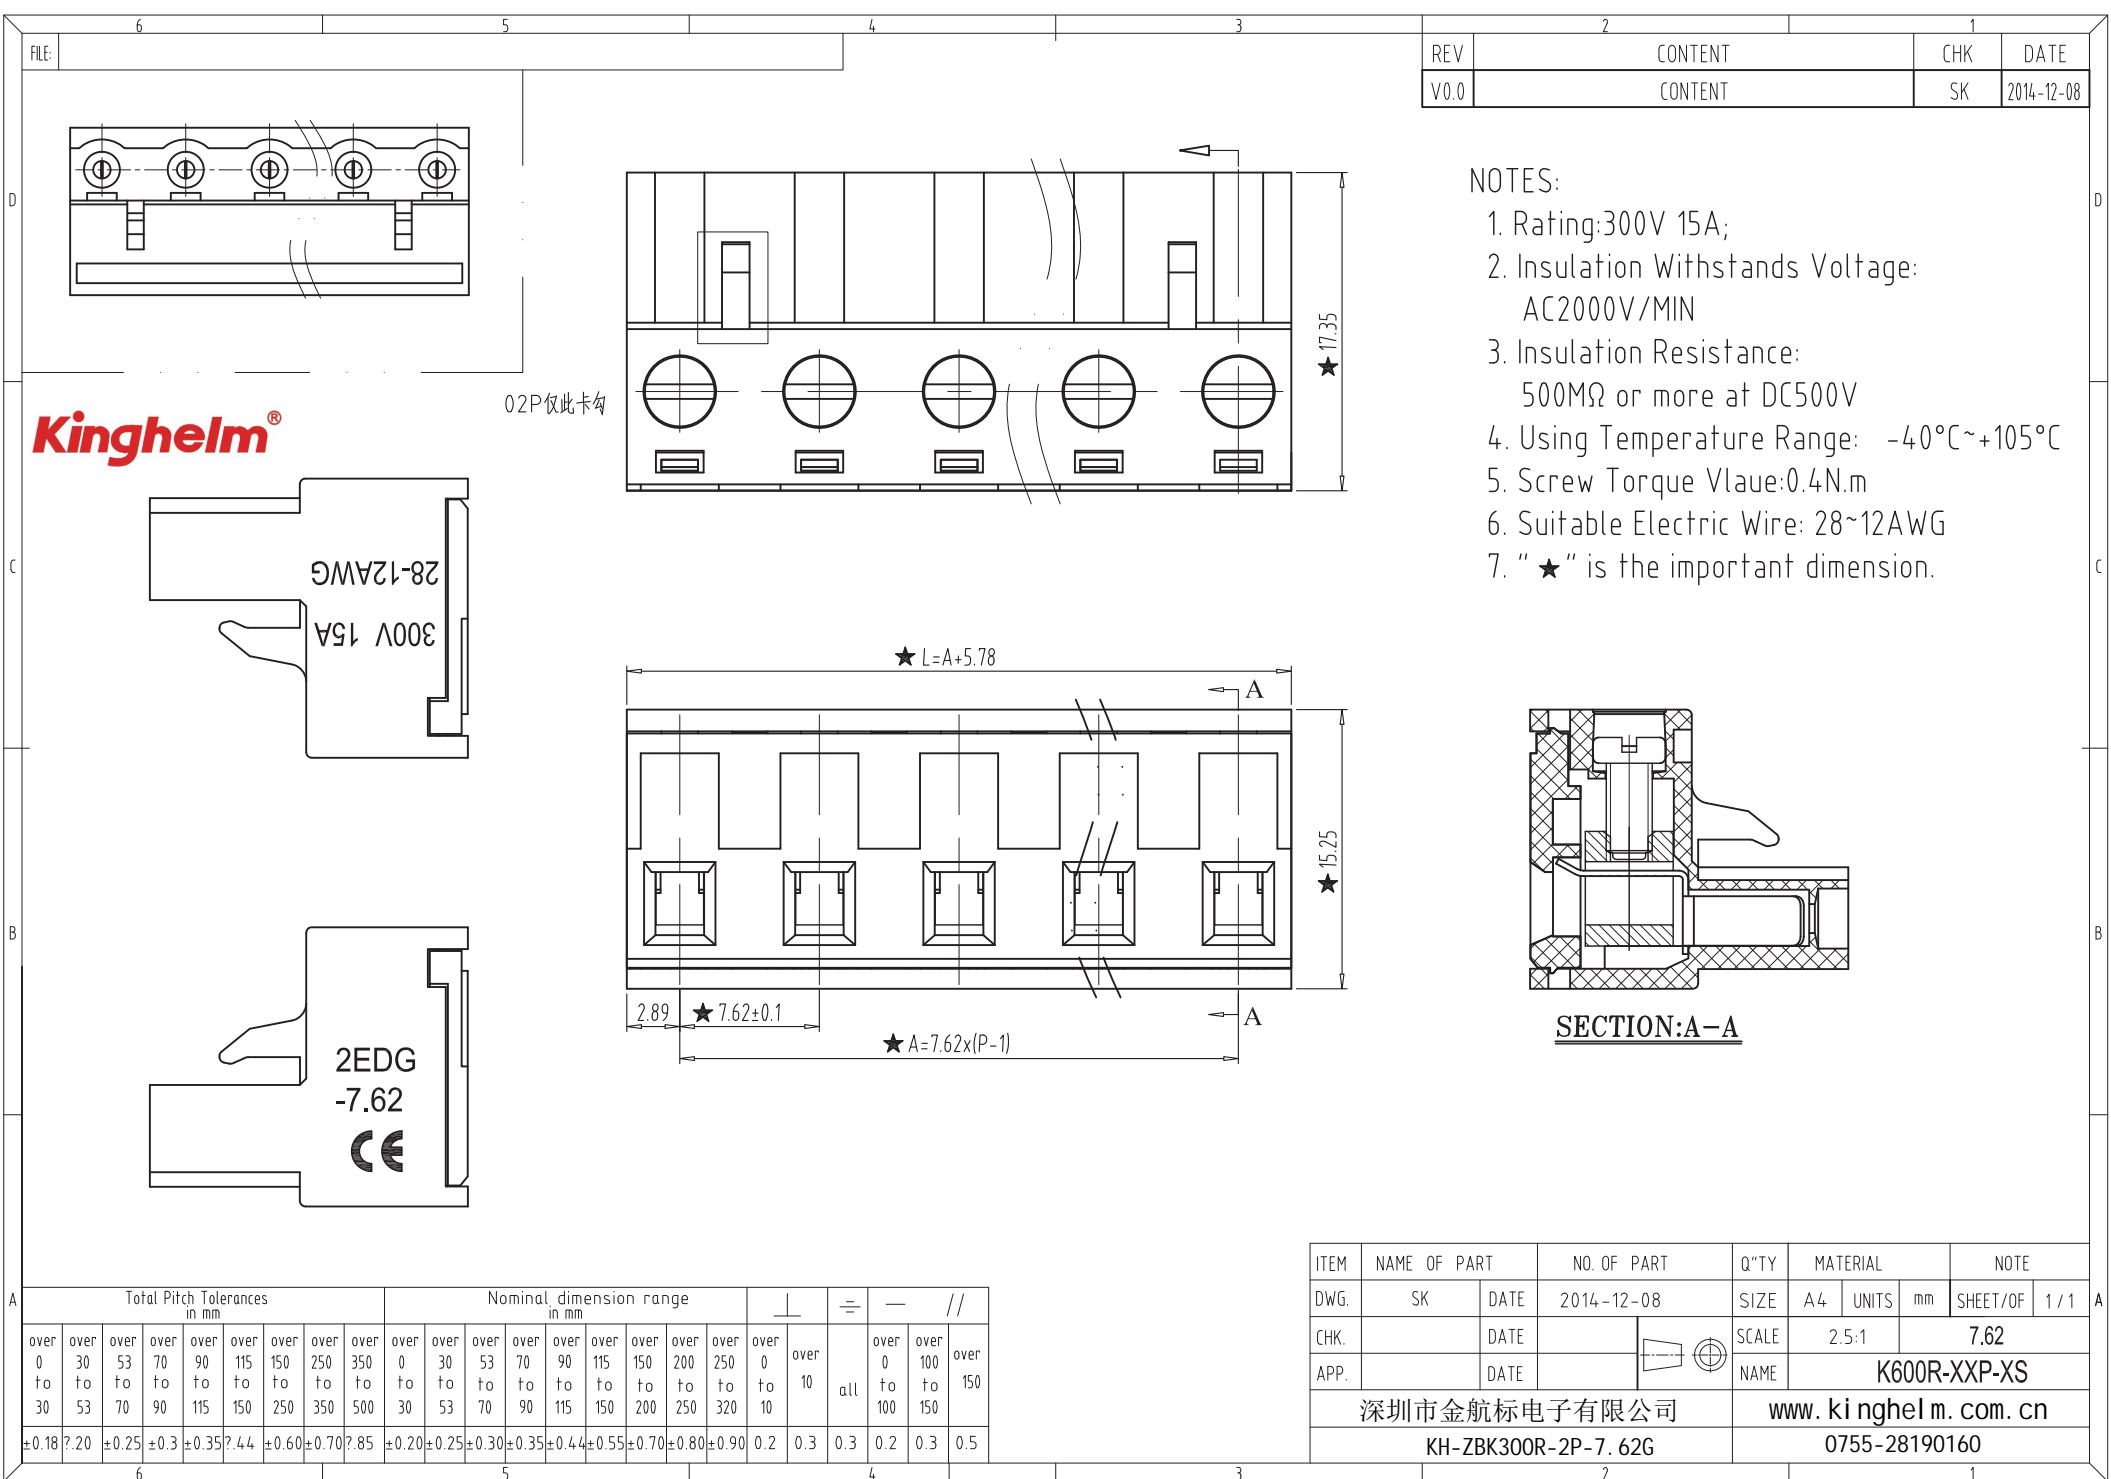 6 5 4 3 2 1
FILE:
REV CONTENT CHK DATE
V0.0 CONTENT SK 2014-12-08
D D
C C
B B
A A
NOTES:
1. Rating:300V 15A;
2. Insulation Withstands Voltage:
AC2000V/MIN
3. Insulation Resistance:
500MΩ or more at DC500V
4. Using Temperature Range: -40°C~+105°C
5. Screw Torque Vlaue:0.4N.m
6. Suitable Electric Wire: 28~12AWG
7. "★" is the important dimension.
02P仅此卡勾
★ 17.35
Kinghelm®
28-12AWG
300V 15A
★ L=A+5.78
A
★ 15.25
2.89 ★ 7.62±0.1
A
★ A=7.62x(P-1)
SECTION:A-A
2EDG
-7.62
CE
Total Pitch Tolerances
in mm
Nominal dimension range
in mm
⊥ ⌯ — //
over 0 to 30
over 30 to 53
over 53 to 70
over 70 to 90
over 90 to 115
over 115 to 150
over 150 to 250
over 250 to 350
over 350 to 500
over 0 to 30
over 30 to 53
over 53 to 70
over 70 to 90
over 90 to 115
over 115 to 150
over 150 to 200
over 200 to 250
over 250 to 320
over 0 to 10
over 10
all
over 0 to 100
over 100 to 150
over 150
±0.18 ?.20 ±0.25 ±0.3 ±0.35 ?.44 ±0.60 ±0.70 ?.85 ±0.20 ±0.25 ±0.30 ±0.35 ±0.44 ±0.55 ±0.70 ±0.80 ±0.90 0.2 0.3 0.3 0.2 0.3 0.5
ITEM NAME OF PART NO. OF PART Q"TY MATERIAL NOTE
DWG. SK DATE 2014-12-08 SIZE A4 UNITS mm SHEET/OF 1/1
CHK. DATE SCALE 2.5:1 7.62
APP. DATE NAME K600R-XXP-XS
深圳市金航标电子有限公司 www.kinghelm.com.cn
KH-ZBK300R-2P-7.62G 0755-28190160
6 5 4 3 2 1